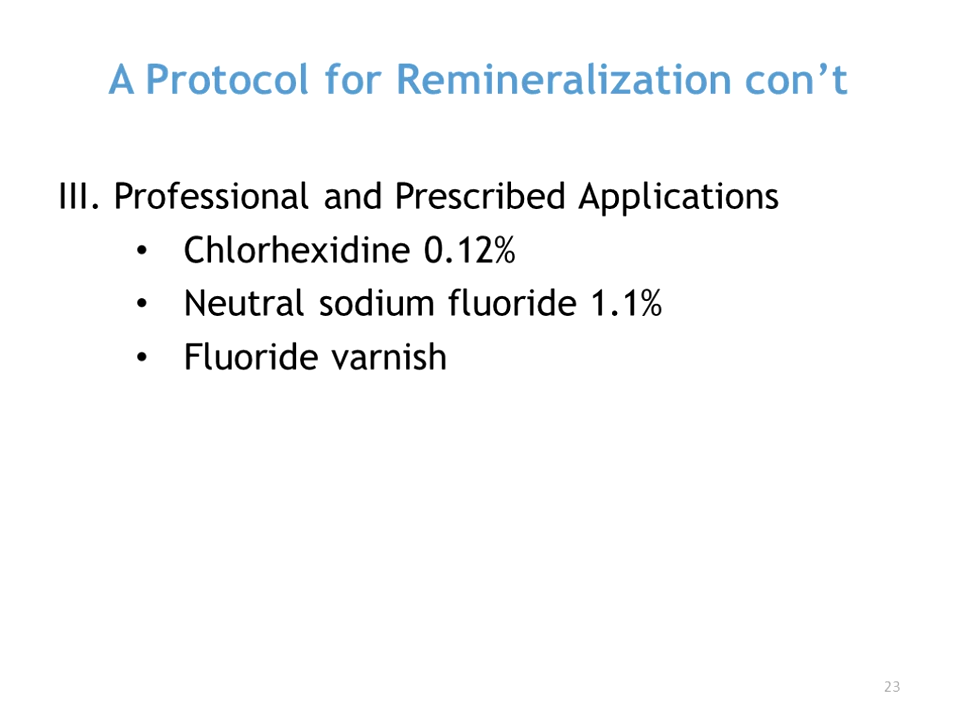 A Protocol for Remineralization con’t
III. Professional and Prescribed Applications
• Chlorhexidine 0.12%
• Neutral sodium fluoride 1.1%
• Fluoride varnish
23